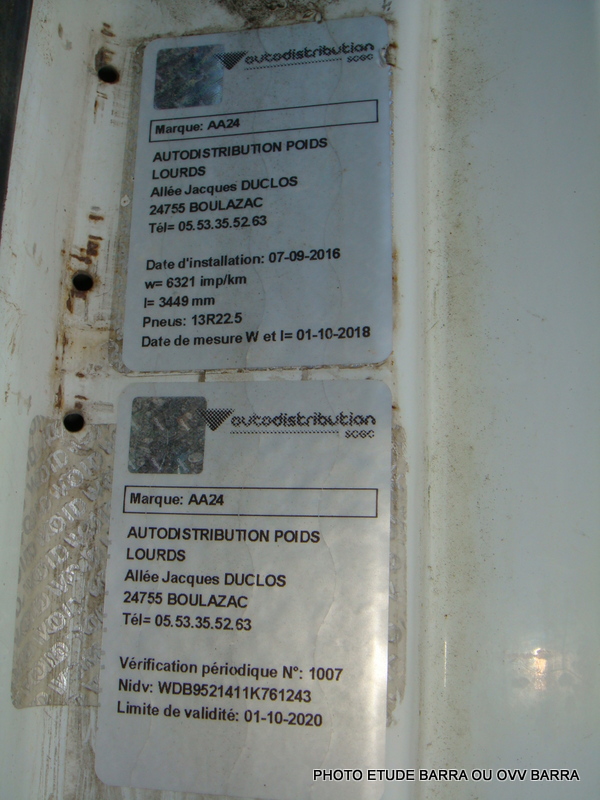 autodistribution
SCGC
Marque: AA24
AUTODISTRIBUTION POIDS
LOURDS
Allée Jacques DUCLOS
24755 BOULAZAC
Tél= 05.53.35.52.63
Date d'installation: 07-09-2016
w= 6321 imp/km
l= 3449 mm
Pneus: 13R22.5
Date de mesure W et l= 01-10-2018
autodistribution
SCGC
Marque: AA24
AUTODISTRIBUTION POIDS
LOURDS
Allée Jacques DUCLOS
24755 BOULAZAC
Tél= 05.53.35.52.63
Vérification périodique N°: 1007
Nidv: WDB9521411K761243
Limite de validité: 01-10-2020
PHOTO ETUDE BARRA OU OVV BARRA